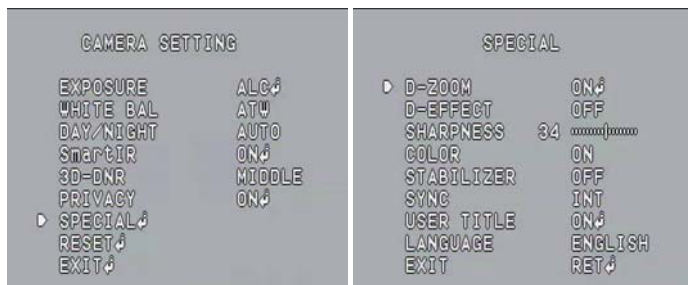 CAMERA SETTING
EXPOSURE ALC↲
WHITE BAL ATW
DAY/NIGHT AUTO
SmartIR ON↲
3D-DNR MIDDLE
PRIVACY ON↲
SPECIAL↲
RESET↲
EXIT↲
SPECIAL
D-ZOOM ON↲
D-EFFECT OFF
SHARPNESS 34
COLOR ON
STABILIZER OFF
SYNC INT
USER TITLE ON↲
LANGUAGE ENGLISH
EXIT RET↲